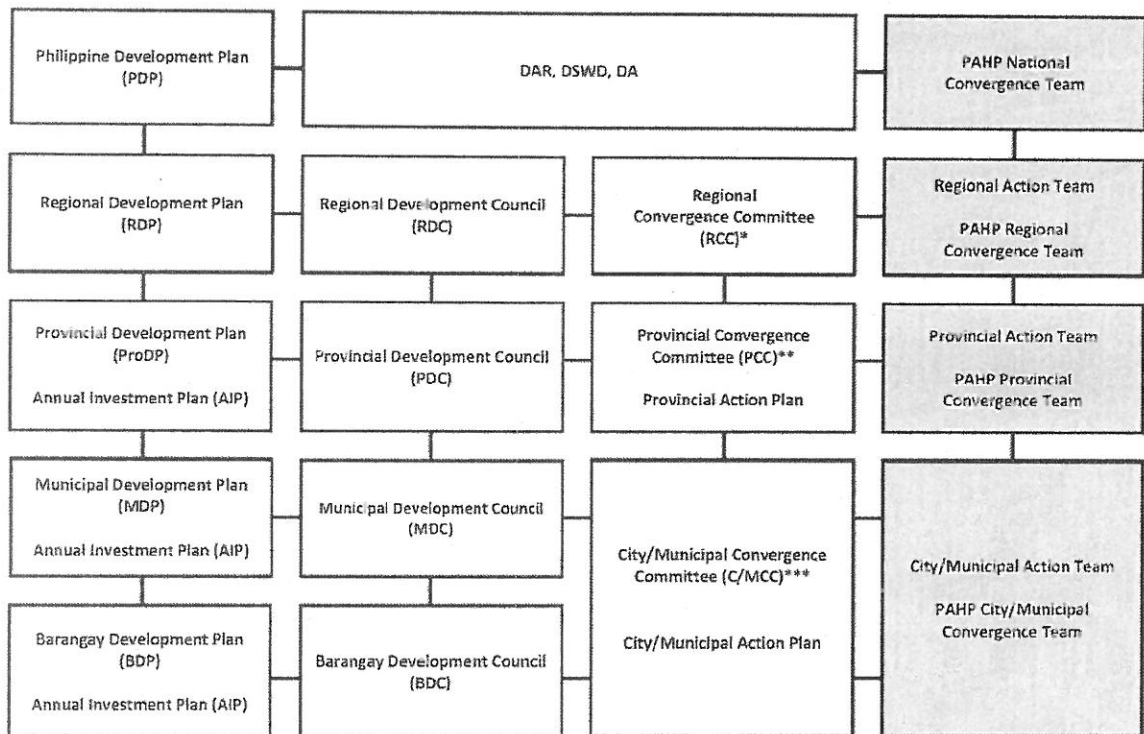 Philippine Development Plan
(PDP)
DAR, DSWD, DA
PAHP National
Convergence Team
Regional Development Plan
(RDP)
Regional Development Council
(RDC)
Regional
Convergence Committee
(RCC)*
Regional Action Team
PAHP Regional
Convergence Team
Provincial Development Plan
(ProDP)
Annual Investment Plan (AIP)
Provincial Development Council
(PDC)
Provincial Convergence
Committee (PCC)**
Provincial Action Plan
Provincial Action Team
PAHP Provincial
Convergence Team
Municipal Development Plan
(MDP)
Annual Investment Plan (AIP)
Municipal Development Council
(MDC)
City/Municipal Convergence
Committee (C/MCC)***
City/Municipal Action Plan
City/Municipal Action Team
PAHP City/Municipal
Convergence Team
Barangay Development Plan
(BDP)
Annual Investment Plan (AIP)
Barangay Development Council
(BDC)